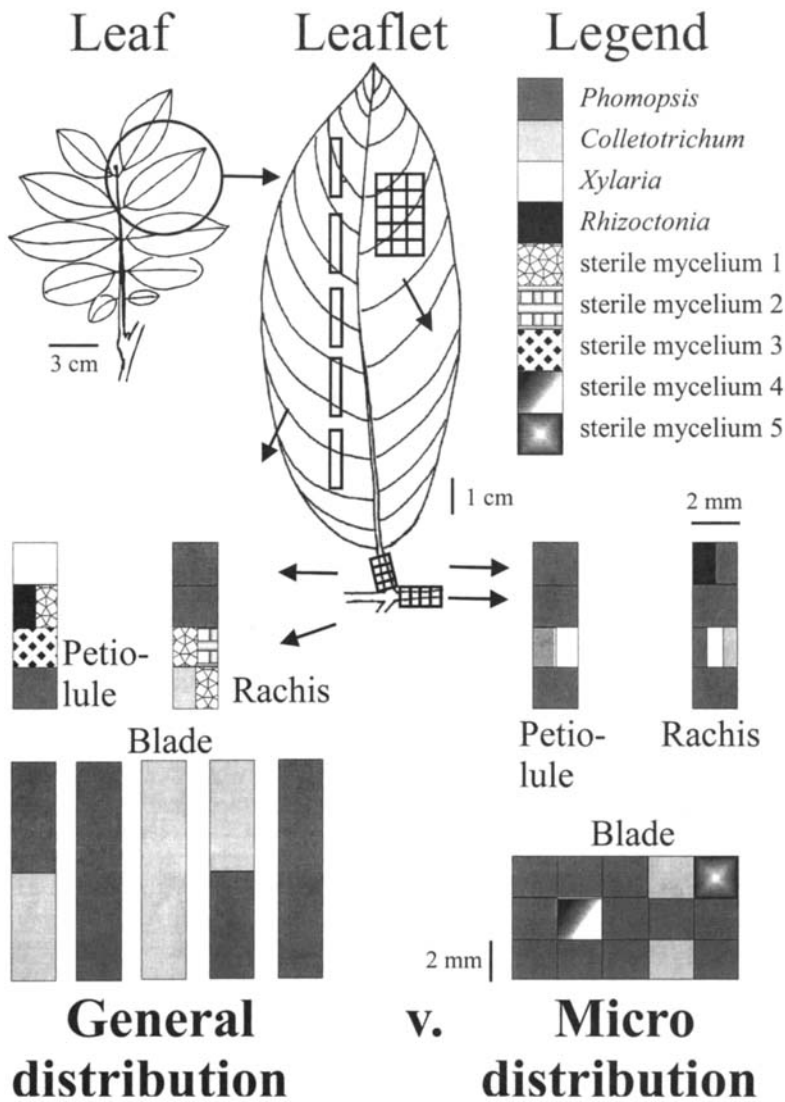 Leaf
Leaflet
Legend
Phomopsis
Colletotrichum
Xylaria
Rhizoctonia
sterile mycelium 1
sterile mycelium 2
sterile mycelium 3
sterile mycelium 4
sterile mycelium 5
3 cm
1 cm
2 mm
Petio-
lule
Rachis
Petio-
lule
Rachis
Blade
Blade
2 mm
General
distribution
v.
Micro
distribution